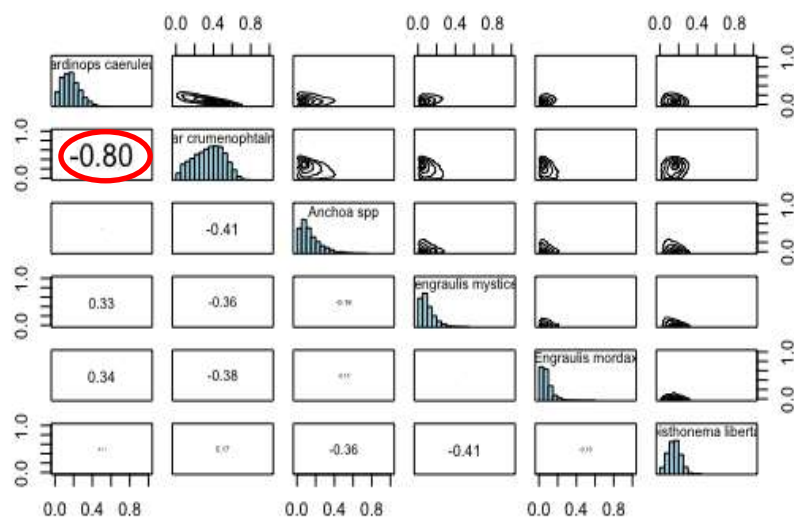 0.0 0.4 0.8 0.0 0.4 0.8 0.0 0.4 0.8
ardinops caeruleu
0.0 1.0
-0.80
ar crumenophtaln
0.0 1.0
-0.41
Anchoa spp
0.0 1.0
0.33 -0.36
engraulis mystice
0.0 1.0
0.34 -0.38
Engraulis mordax
0.0 1.0
0.17 -0.36 -0.41
isthonema liberta
0.0 1.0
0.0 0.4 0.8 0.0 0.4 0.8 0.0 0.4 0.8